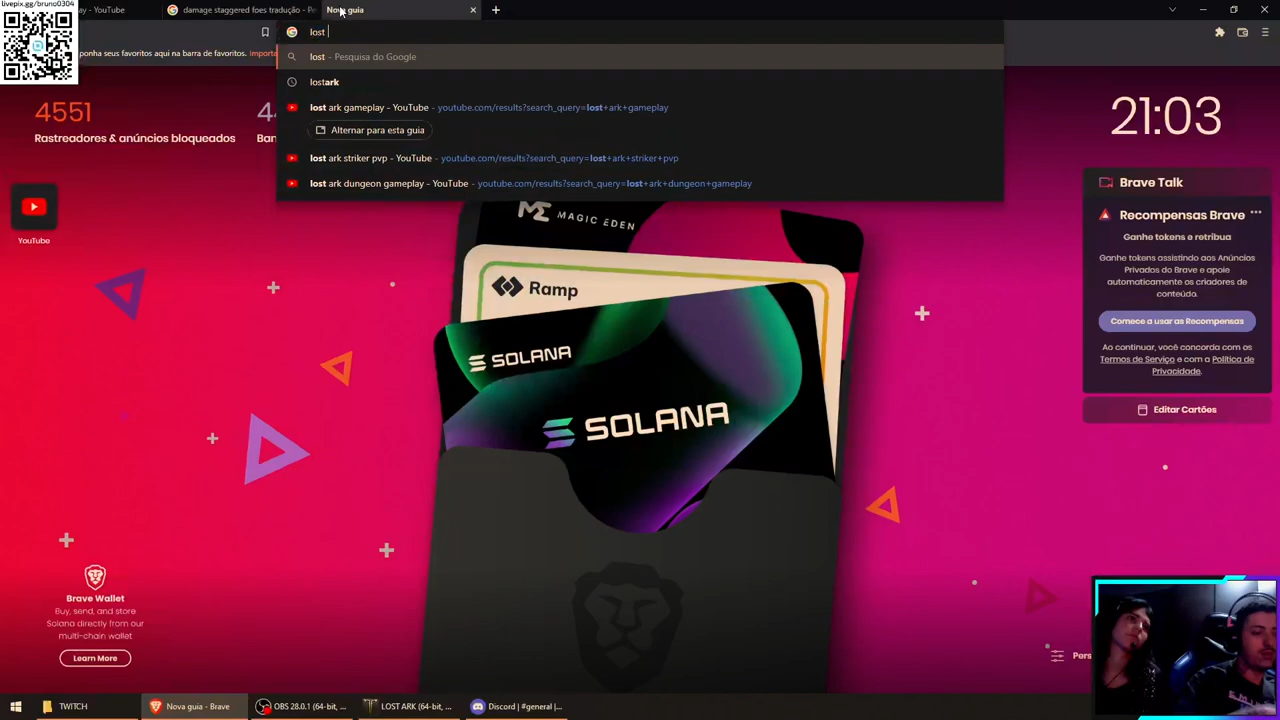 livepix.gg/bruno0304
lay - YouTube
damage staggered foes tradução - Pe
Nova guia
lost
lost - Pesquisa do Google
ponha seus favoritos aqui na barra de favoritos. Importa
lostark
lost ark gameplay - YouTube - youtube.com/results?search_query=lost+ark+gameplay
Alternar para esta guia
lost ark striker pvp - YouTube - youtube.com/results?search_query=lost+ark+striker+pvp
lost ark dungeon gameplay - YouTube - youtube.com/results?search_query=lost+ark+dungeon+gameplay
4551
Rastreadores & anúncios bloqueados
Ban
21:03
YouTube
Brave Talk
Recompensas Brave
Ganhe tokens e retribua
Ganhe tokens assistindo aos Anúncios
Privados do Brave e apoie
automaticamente os criadores de
conteúdo.
Comece a usar as Recompensas
Ao continuar, você concorda com os
Termos de Serviço e com a Política de
Privacidade.
Editar Cartões
ME MAGIC EDEN
Ramp
SOLANA
SOLANA
Brave Wallet
Buy, send, and store
Solana directly from our
multi-chain wallet
Learn More
Pers
TWITCH
Nova guia - Brave
OBS 28.0.1 (64-bit, ...
LOST ARK (64-bit, ...
Discord | #general | ...